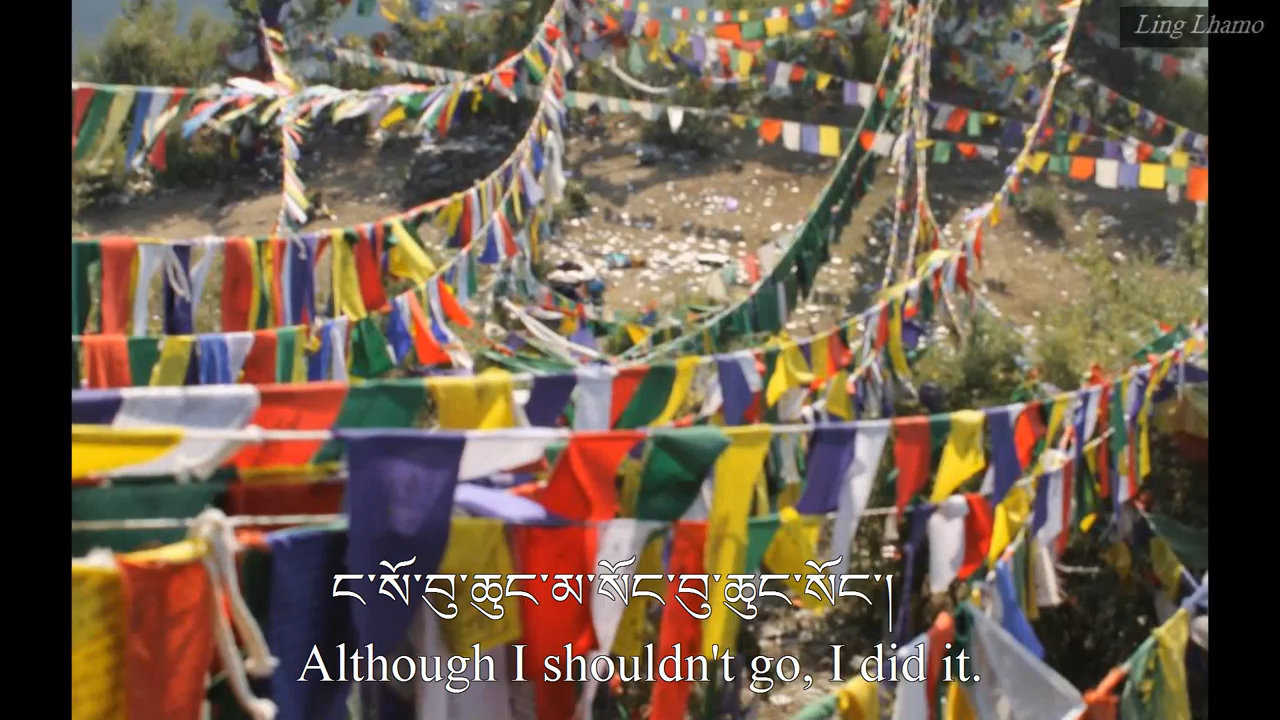 Ling Lhamo
ང་སོ་བུ་ཆུང་མ་སོང་བུ་ཆུང་སོང་།
Although I shouldn't go, I did it.